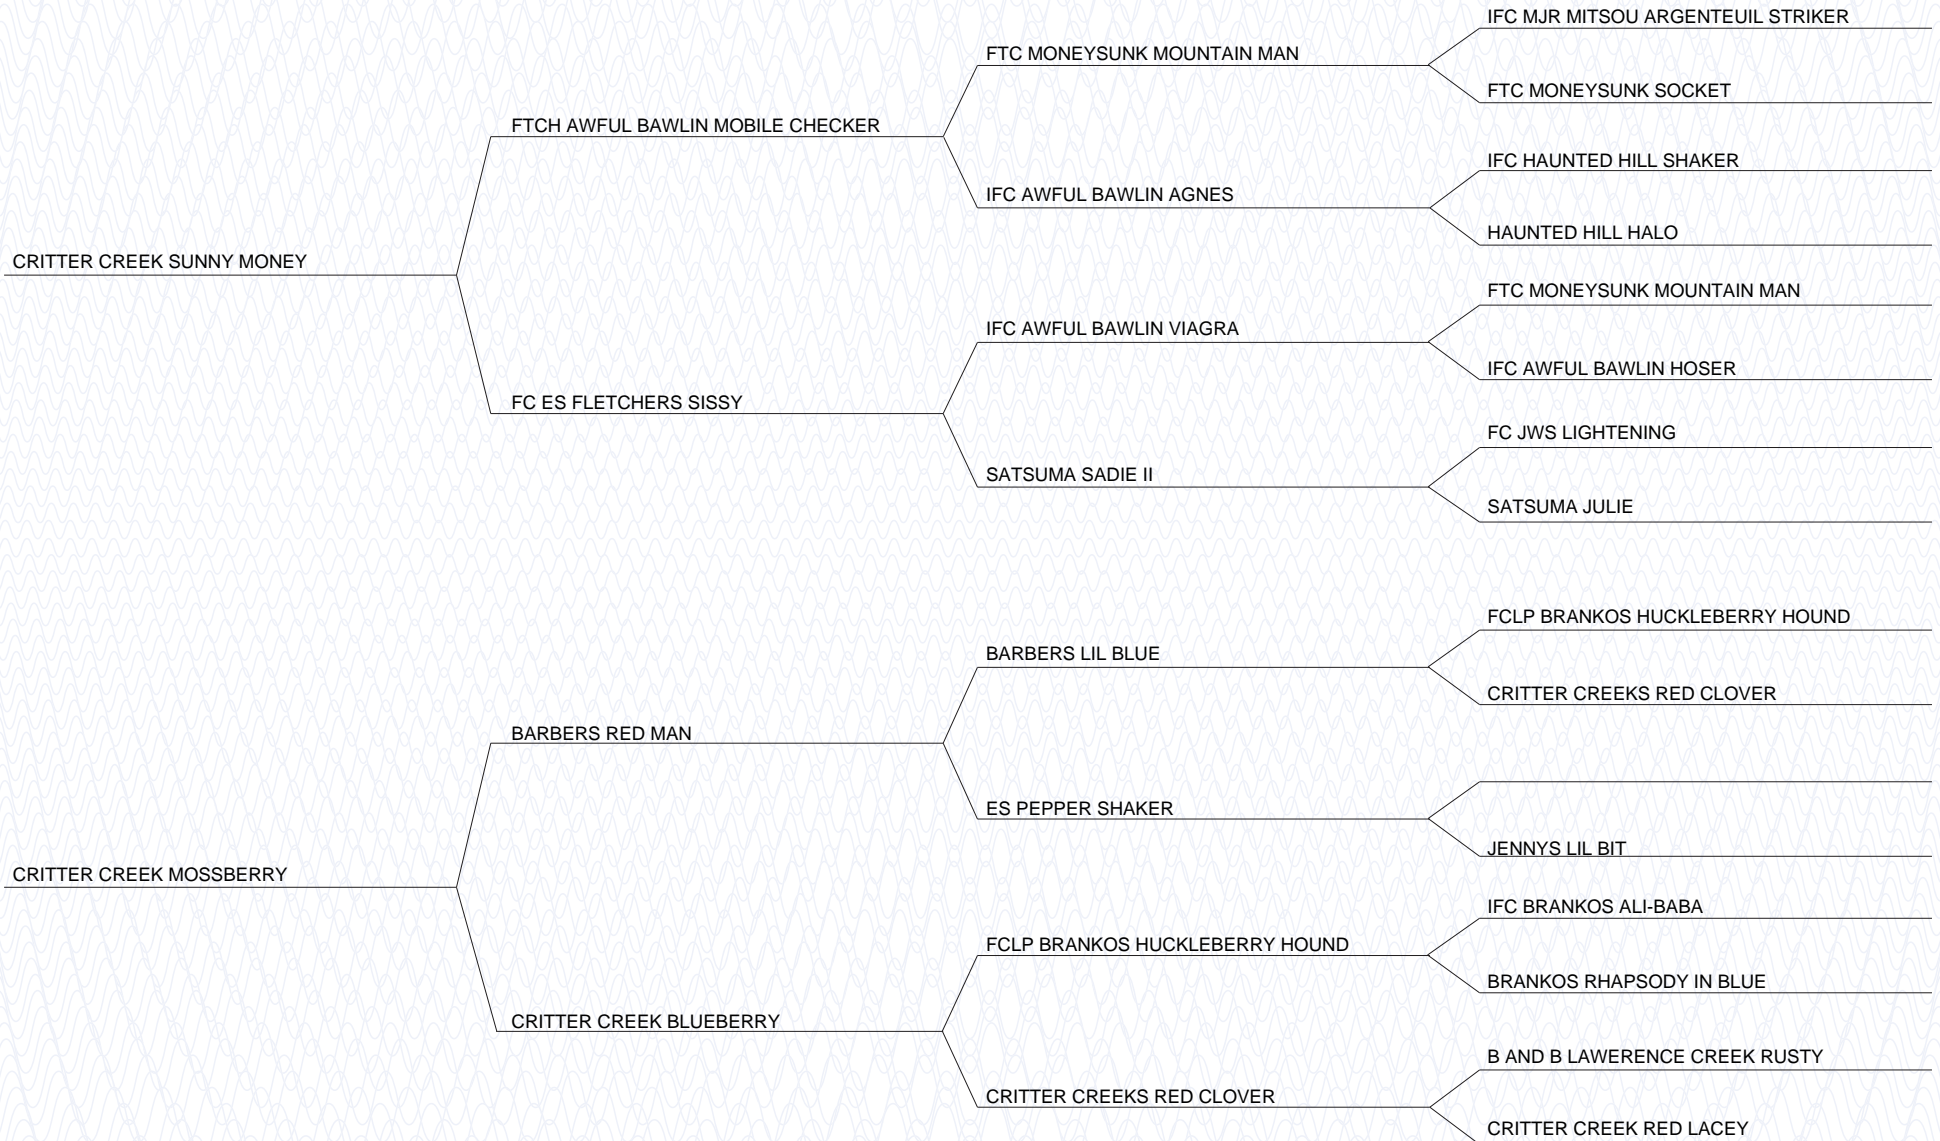 IFC MJR MITSOU ARGENTEUIL STRIKER
FTC MONEYSUNK MOUNTAIN MAN
FTC MONEYSUNK SOCKET
FTCH AWFUL BAWLIN MOBILE CHECKER
IFC HAUNTED HILL SHAKER
IFC AWFUL BAWLIN AGNES
HAUNTED HILL HALO
CRITTER CREEK SUNNY MONEY
FTC MONEYSUNK MOUNTAIN MAN
IFC AWFUL BAWLIN VIAGRA
IFC AWFUL BAWLIN HOSER
FC ES FLETCHERS SISSY
FC JWS LIGHTENING
SATSUMA SADIE II
SATSUMA JULIE
FCLP BRANKOS HUCKLEBERRY HOUND
BARBERS LIL BLUE
CRITTER CREEKS RED CLOVER
BARBERS RED MAN
ES PEPPER SHAKER
JENNYS LIL BIT
CRITTER CREEK MOSSBERRY
IFC BRANKOS ALI-BABA
FCLP BRANKOS HUCKLEBERRY HOUND
BRANKOS RHAPSODY IN BLUE
CRITTER CREEK BLUEBERRY
B AND B LAWERENCE CREEK RUSTY
CRITTER CREEKS RED CLOVER
CRITTER CREEK RED LACEY